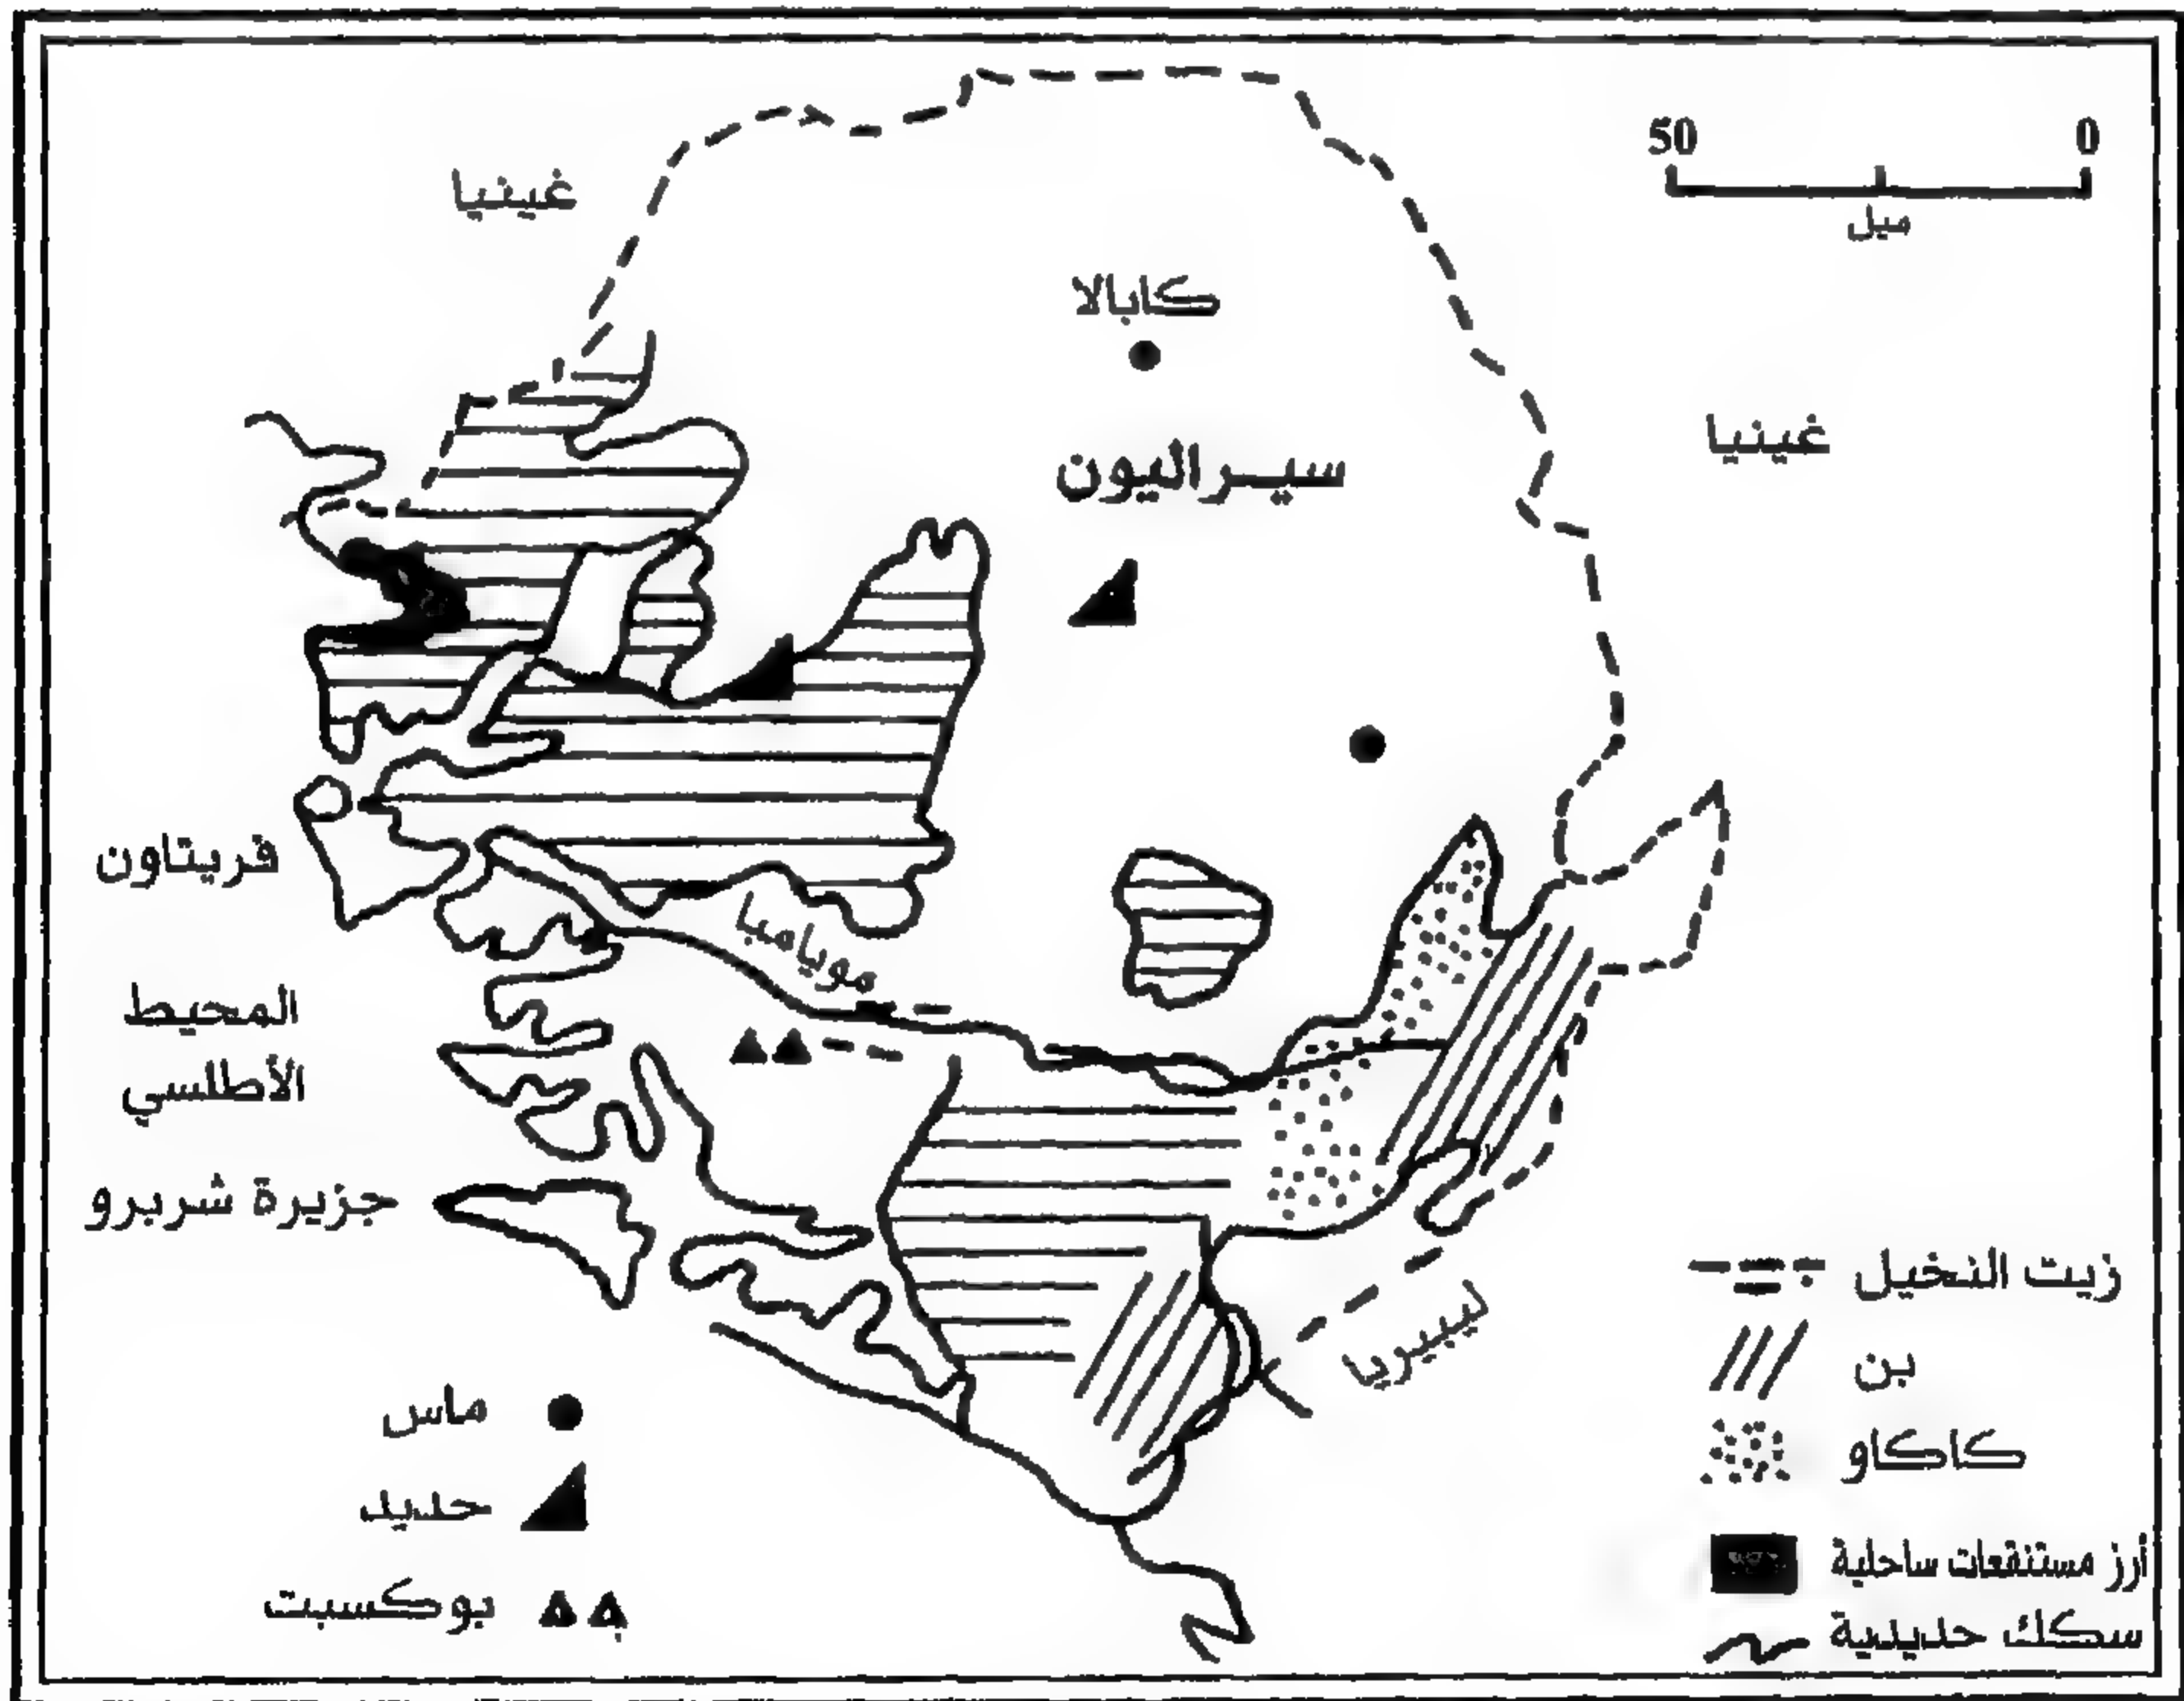 50 0
ميل
غينيا
كابالا
غينيا
سيراليون
فريتاون
مويامبا
المحيط
الأطلسي
جزيرة شربرو
ليبيريا
زيت النخيل
بن
كاكاو
أرز مستنقعات ساحلية
سكك حديدية
ماس
حديد
بوكسبت